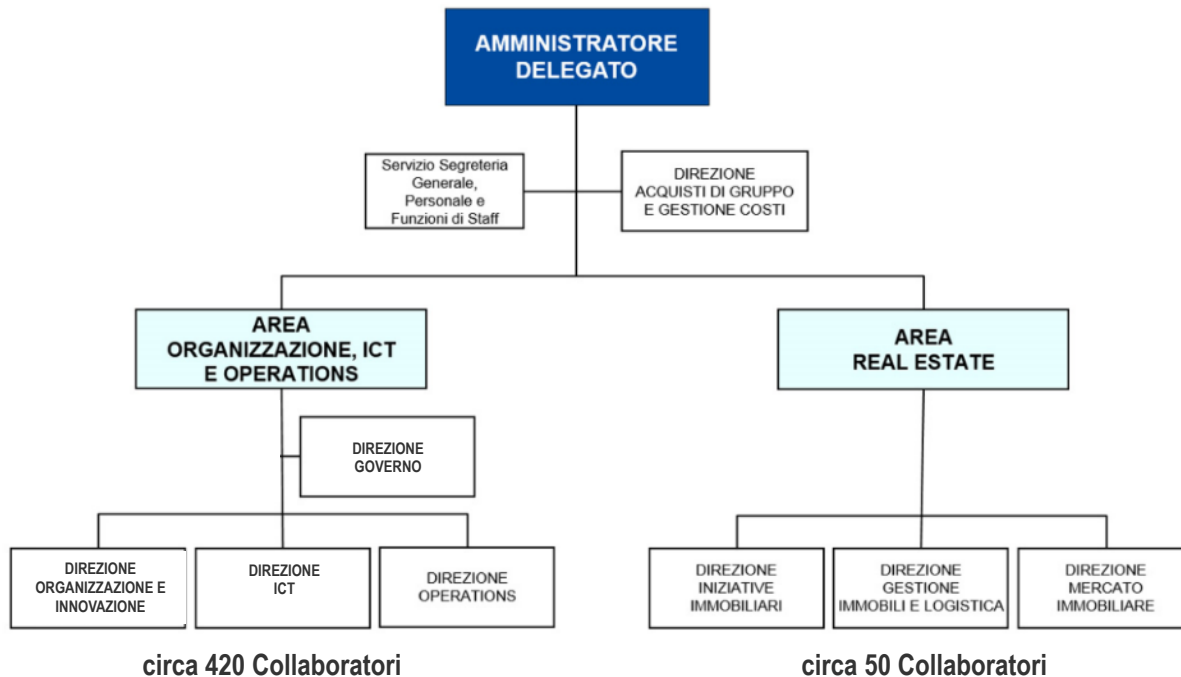 AMMINISTRATORE
DELEGATO
Servizio Segreteria
Generale,
Personale e
Funzioni di Staff
DIREZIONE
ACQUISTI DI GRUPPO
E GESTIONE COSTI
AREA
ORGANIZZAZIONE, ICT
E OPERATIONS
AREA
REAL ESTATE
DIREZIONE
GOVERNO
DIREZIONE
ORGANIZZAZIONE E
INNOVAZIONE
DIREZIONE
ICT
DIREZIONE
OPERATIONS
DIREZIONE
INIZIATIVE
IMMOBILIARI
DIREZIONE
GESTIONE
IMMOBILI E LOGISTICA
DIREZIONE
MERCATO
IMMOBILIARE
circa 420 Collaboratori
circa 50 Collaboratori